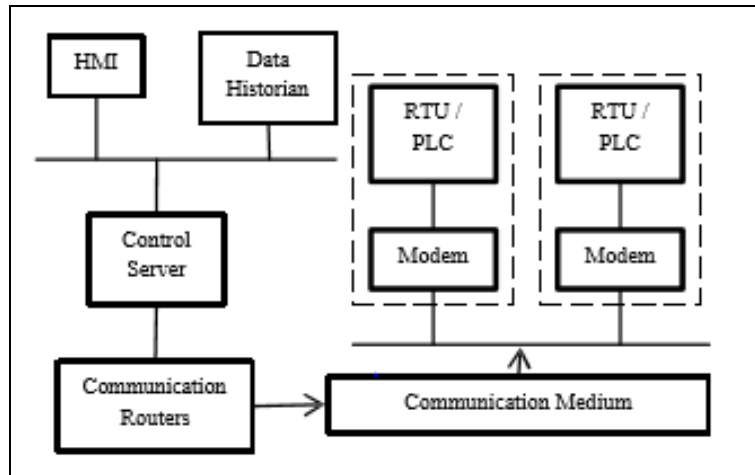 HMI
Data
Historian
RTU /
PLC
RTU /
PLC
Control
Server
Modem
Modem
Communication
Routers
Communication Medium